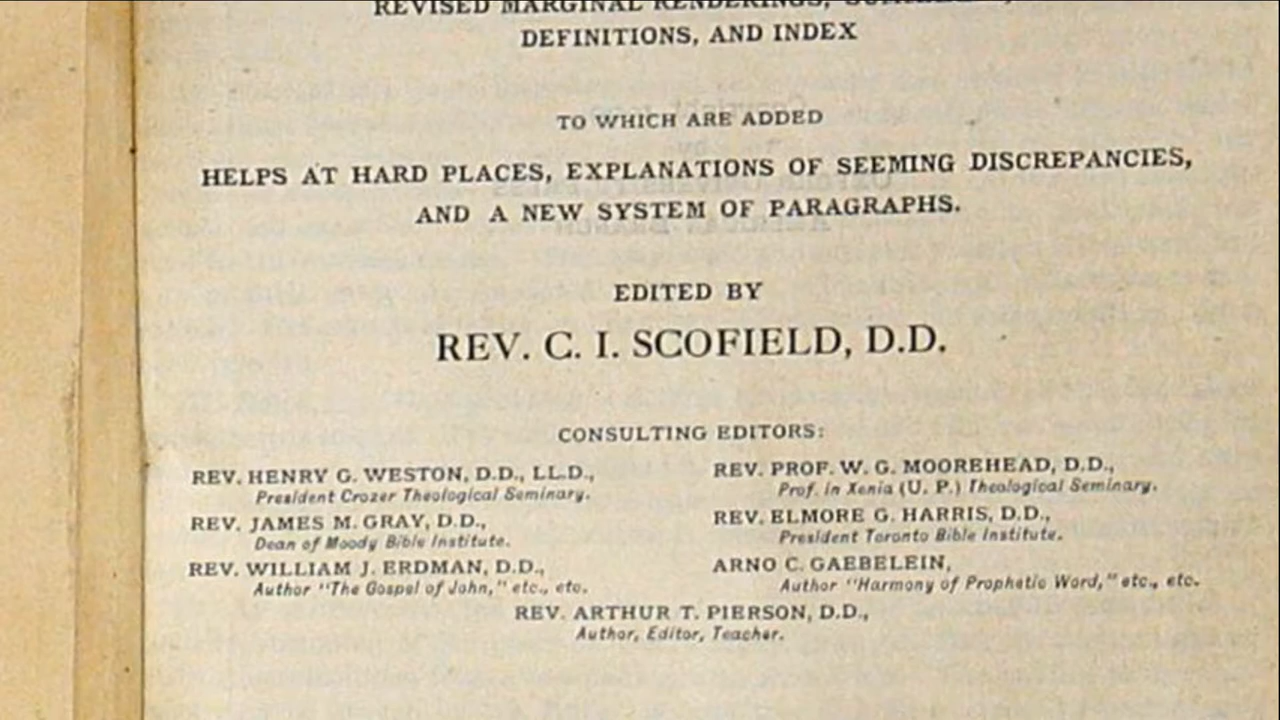 REVISED MARGINAL RENDERINGS,
DEFINITIONS, AND INDEX
TO WHICH ARE ADDED
HELPS AT HARD PLACES, EXPLANATIONS OF SEEMING DISCREPANCIES,
AND A NEW SYSTEM OF PARAGRAPHS.
EDITED BY
REV. C. I. SCOFIELD, D.D.
CONSULTING EDITORS:
REV. HENRY G. WESTON, D.D., LL.D.,
President Crozer Theological Seminary.
REV. JAMES M. GRAY, D.D.,
Dean of Moody Bible Institute.
REV. WILLIAM J. ERDMAN, D.D.,
Author "The Gospel of John," etc., etc.
REV. PROF. W. G. MOOREHEAD, D.D.,
Prof. in Xenia (U. P.) Theological Seminary.
REV. ELMORE G. HARRIS, D.D.,
President Toronto Bible Institute.
ARNO C. GAEBELEIN,
Author "Harmony of Prophetic Word," etc., etc.
REV. ARTHUR T. PIERSON, D.D.,
Author, Editor, Teacher.